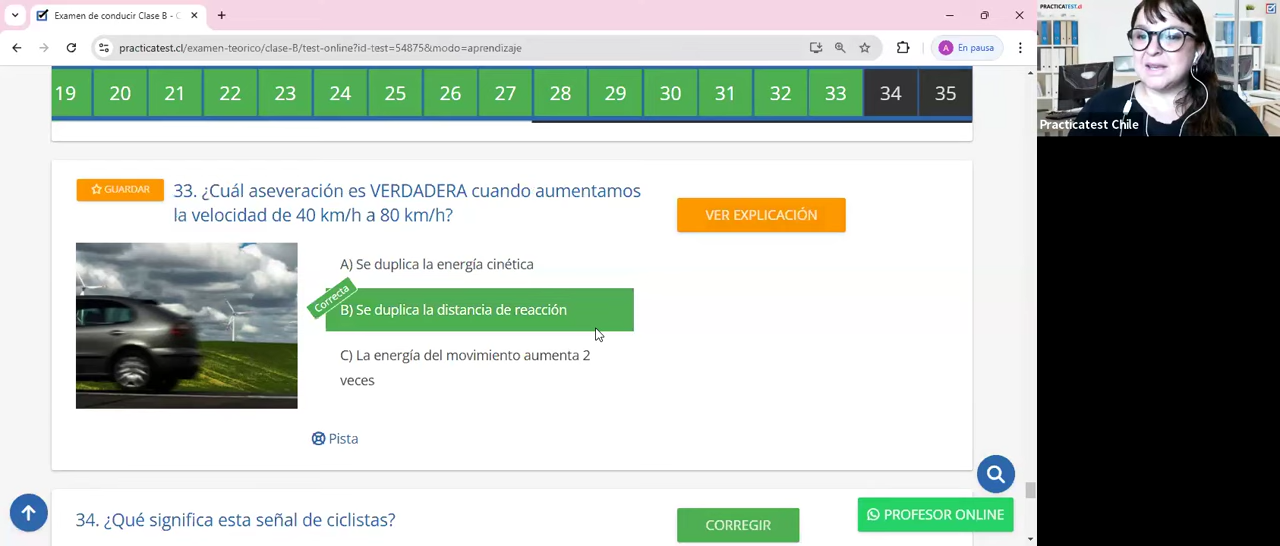 Examen de conducir Clase B - C
practicatest.cl/examen-teorico/clase-B/test-online?id-test=54875&modo=aprendizaje
A En pausa
PRACTICATEST.cl
Practicatest Chile
19 20 21 22 23 24 25 26 27 28 29 30 31 32 33 34 35
GUARDAR
33. ¿Cuál aseveración es VERDADERA cuando aumentamos
la velocidad de 40 km/h a 80 km/h?
VER EXPLICACIÓN
A) Se duplica la energía cinética
Correcta
B) Se duplica la distancia de reacción
C) La energía del movimiento aumenta 2
veces
Pista
34. ¿Qué significa esta señal de ciclistas?
CORREGIR
PROFESOR ONLINE